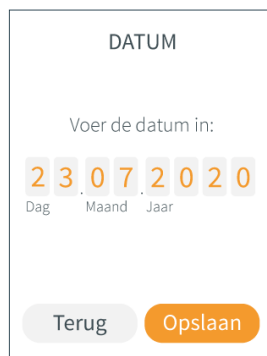 DATUM
Voer de datum in:
23.07.2020
Dag Maand Jaar
Terug Opslaan